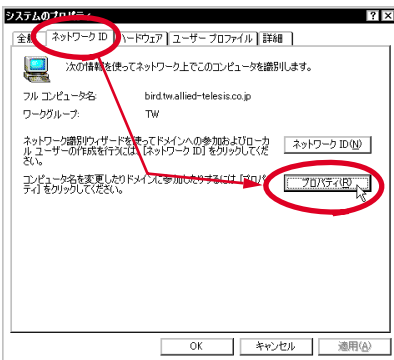 システムのプロパティ
全般 ネットワーク ID ハードウェア ユーザー プロファイル 詳細
次の情報を使ってネットワーク上でこのコンピュータを識別します。
フル コンピュータ名: bird.tw.allied-telesis.co.jp
ワークグループ: TW
ネットワーク識別ウィザードを使ってドメインへの参加およびローカ
ル ユーザーの作成を行うには、[ネットワーク ID] をクリックしてくだ
さい。
ネットワーク ID(N)
コンピュータ名を変更したりドメインに参加したりするには [プロパ
ティ] をクリックしてください。
プロパティ(R)
OK キャンセル 適用(A)